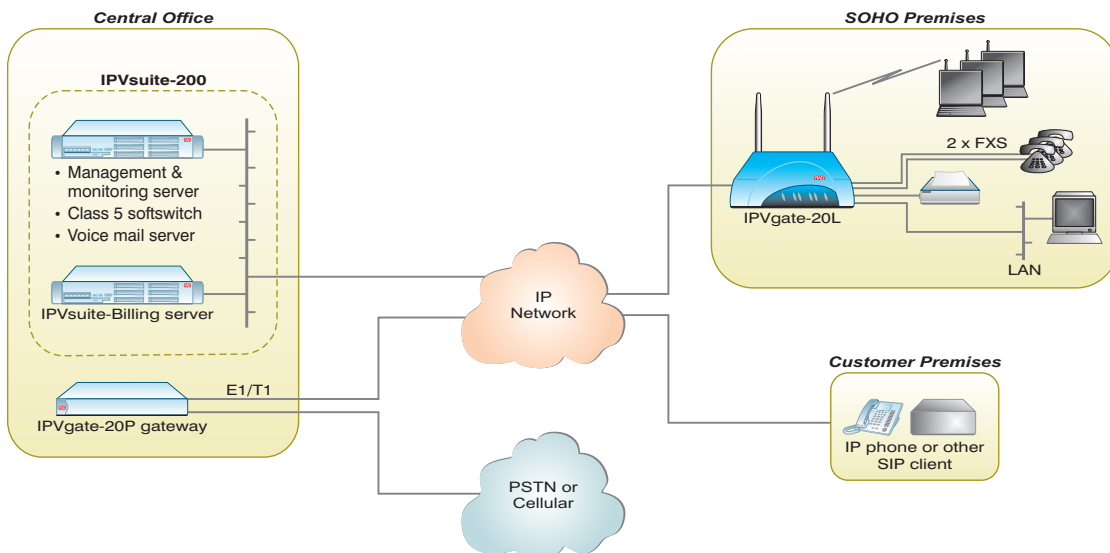 Central Office
IPVsuite-200
• Management &
monitoring server
• Class 5 softswitch
• Voice mail server
IPVsuite-Billing server
E1/T1
IPVgate-20P gateway
IP
Network
PSTN or
Cellular
SOHO Premises
2 x FXS
IPVgate-20L
LAN
Customer Premises
IP phone or other
SIP client